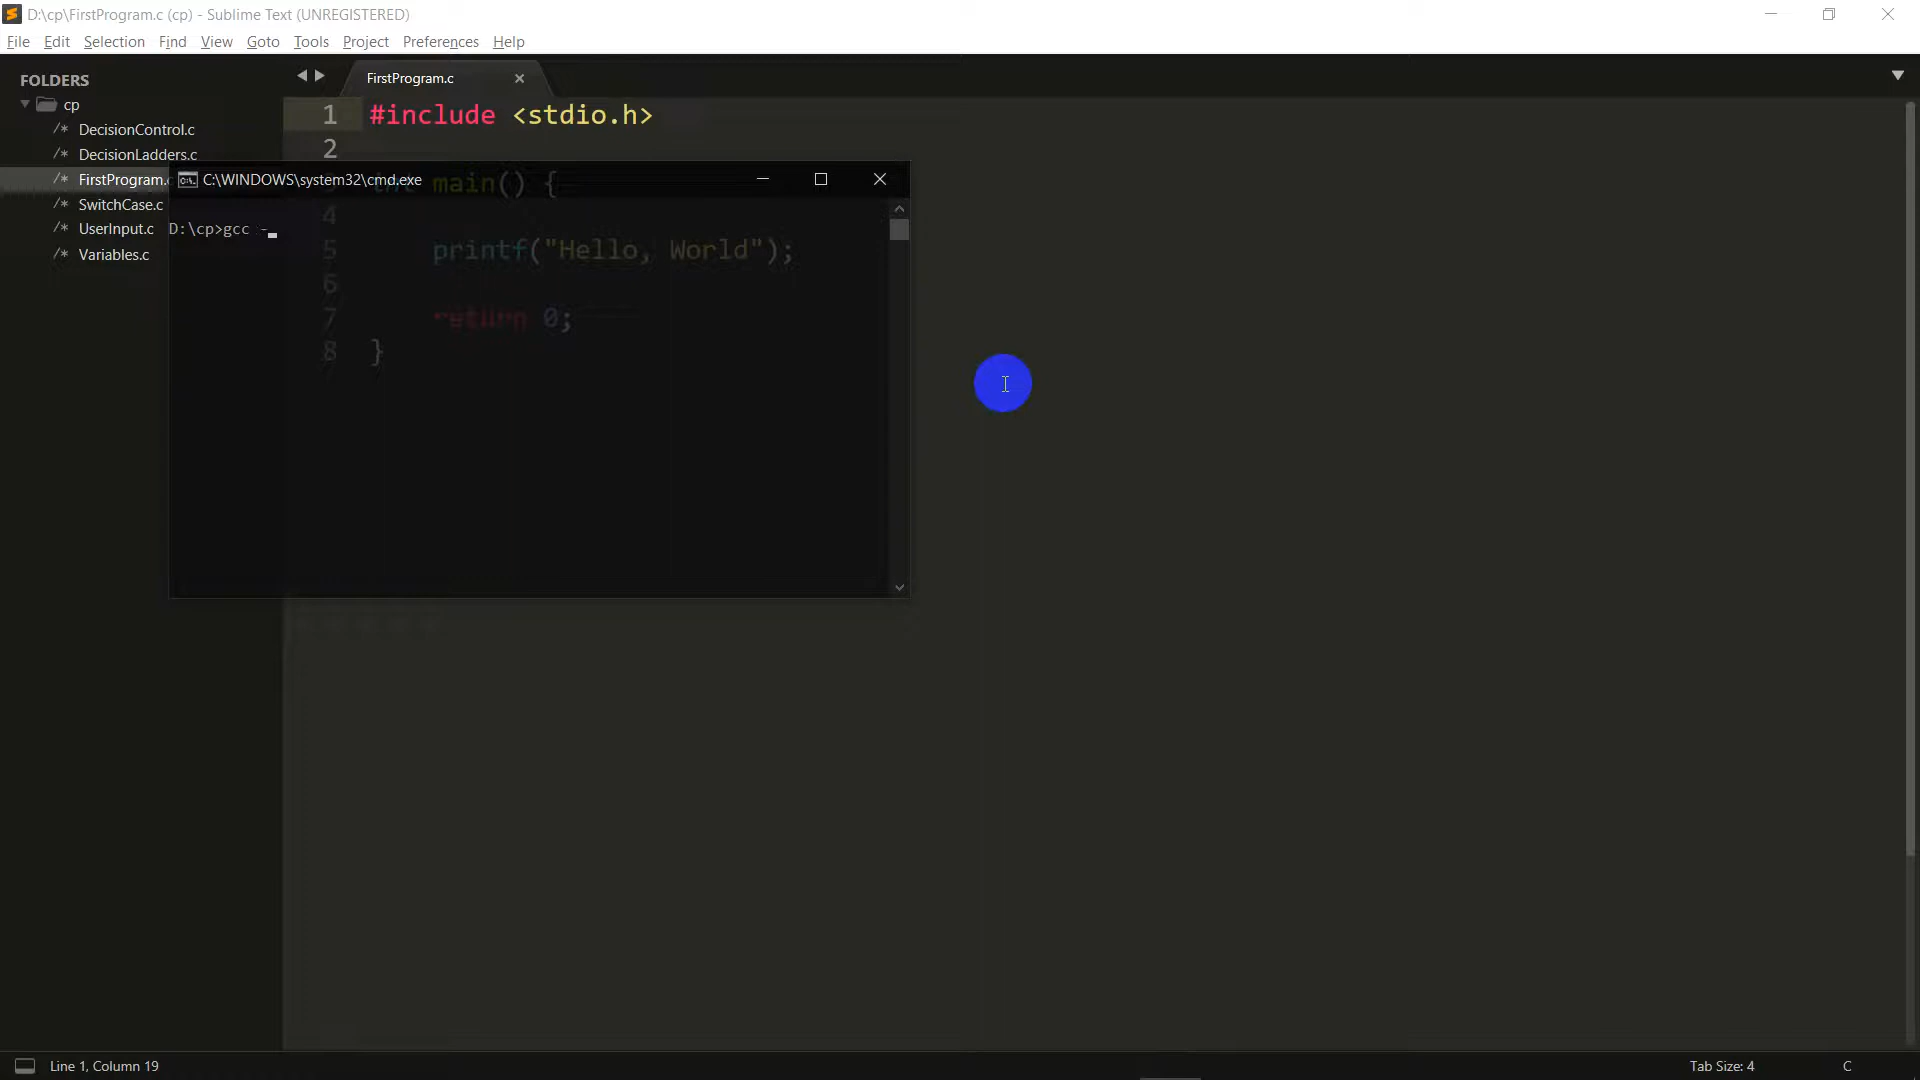 D:\cp\FirstProgram.c (cp) - Sublime Text (UNREGISTERED)
File Edit Selection Find View Goto Tools Project Preferences Help
FOLDERS
cp
/* DecisionControl.c
/* DecisionLadders.c
/* FirstProgram.c
/* SwitchCase.c
/* UserInput.c
/* Variables.c
FirstProgram.c
1 #include <stdio.h>
2
C:\WINDOWS\system32\cmd.exe
D:\cp>gcc -
int main() {
4
5 printf("Hello, World");
6
7 return 0;
8 }
Line 1, Column 19
Tab Size: 4
C